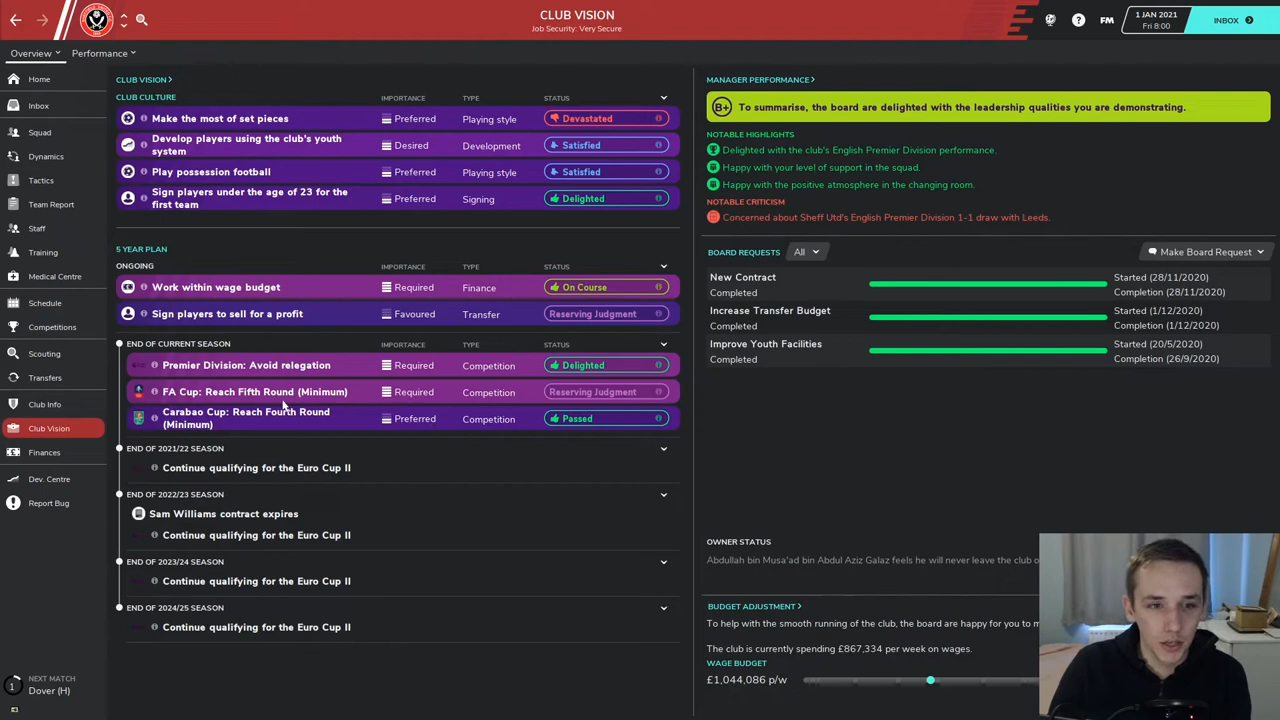 CLUB VISION
Job Security: Very Secure
FM
1 JAN 2021
Fri 8:00
INBOX
Overview
Performance
Home
Inbox
Squad
Dynamics
Tactics
Team Report
Staff
Training
Medical Centre
Schedule
Competitions
Scouting
Transfers
Club Info
Club Vision
Finances
Dev. Centre
Report Bug
1
NEXT MATCH
Dover (H)
CLUB VISION
CLUB CULTURE IMPORTANCE TYPE STATUS
Make the most of set pieces Preferred Playing style Devastated
Develop players using the club's youth
system Desired Development Satisfied
Play possession football Preferred Playing style Satisfied
Sign players under the age of 23 for the
first team Preferred Signing Delighted
5 YEAR PLAN
ONGOING IMPORTANCE TYPE STATUS
Work within wage budget Required Finance On Course
Sign players to sell for a profit Favoured Transfer Reserving Judgment
END OF CURRENT SEASON IMPORTANCE TYPE STATUS
Premier Division: Avoid relegation Required Competition Delighted
FA Cup: Reach Fifth Round (Minimum) Required Competition Reserving Judgment
Carabao Cup: Reach Fourth Round
(Minimum) Preferred Competition Passed
END OF 2021/22 SEASON
Continue qualifying for the Euro Cup II
END OF 2022/23 SEASON
Sam Williams contract expires
Continue qualifying for the Euro Cup II
END OF 2023/24 SEASON
Continue qualifying for the Euro Cup II
END OF 2024/25 SEASON
Continue qualifying for the Euro Cup II
MANAGER PERFORMANCE
B+ To summarise, the board are delighted with the leadership qualities you are demonstrating.
NOTABLE HIGHLIGHTS
Delighted with the club's English Premier Division performance.
Happy with your level of support in the squad.
Happy with the positive atmosphere in the changing room.
NOTABLE CRITICISM
Concerned about Sheff Utd's English Premier Division 1-1 draw with Leeds.
BOARD REQUESTS All Make Board Request
New Contract Started (28/11/2020)
Completed Completion (28/11/2020)
Increase Transfer Budget Started (1/12/2020)
Completed Completion (1/12/2020)
Improve Youth Facilities Started (20/5/2020)
Completed Completion (26/9/2020)
OWNER STATUS
Abdullah bin Musa'ad bin Abdul Aziz Galaz feels he will never leave the club o
BUDGET ADJUSTMENT
To help with the smooth running of the club, the board are happy for you to m
The club is currently spending £867,334 per week on wages.
WAGE BUDGET
£1,044,086 p/w